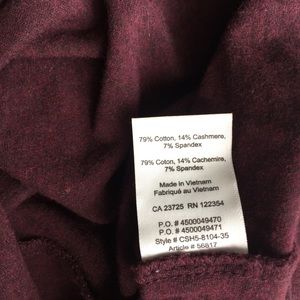 79% Cotton, 14% Cashmere,
7% Spandex
79% Coton, 14% Cachemire,
7% Spandex
Made in Vietnam
Fabriqué au Vietnam
CA 23725 RN 122354
P.O. # 4500049470
P.O. # 4500049471
Style # CSH5-8104-35
Article # 56817